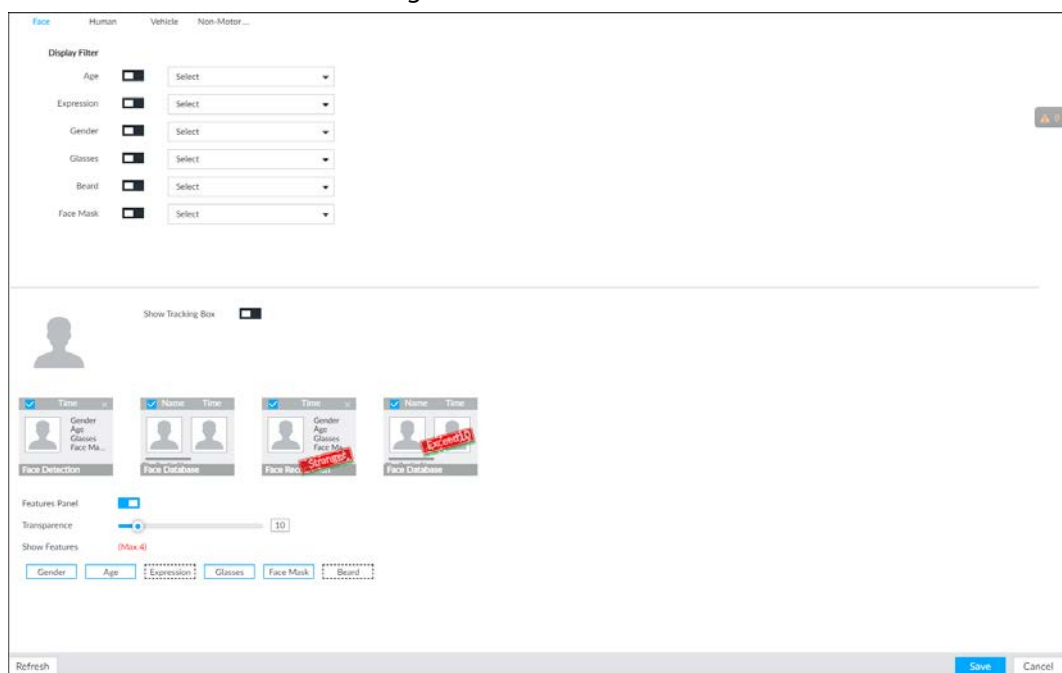 Face Human Vehicle Non-Motor...
Display Filter
Age Select
Expression Select
Gender Select
Glasses Select
Beard Select
Face Mask Select
0
Show Tracking Box
Time × Name Time Time × Name Time
Gender
Age
Glasses
Face Ma...
Face Detection
Face Database
Gender
Age
Glasses
Face Ma...
Stranger
Exceed10
Face Database
Features Panel
Transparence 10
Show Features (Max.4)
Gender Age Expression Glasses Face Mask Beard
Refresh Save Cancel